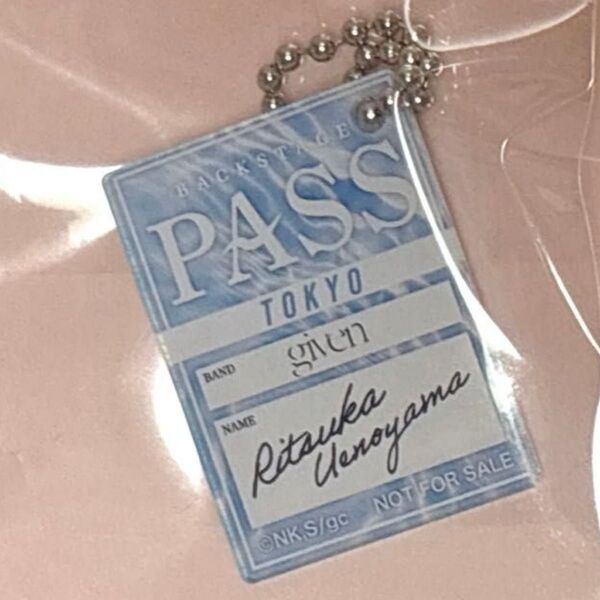 BACKSTAGE
PASS
TOKYO
BAND given
NAME
Ritsuka
Uenoyama
NOT FOR SALE
©NK,S/gc